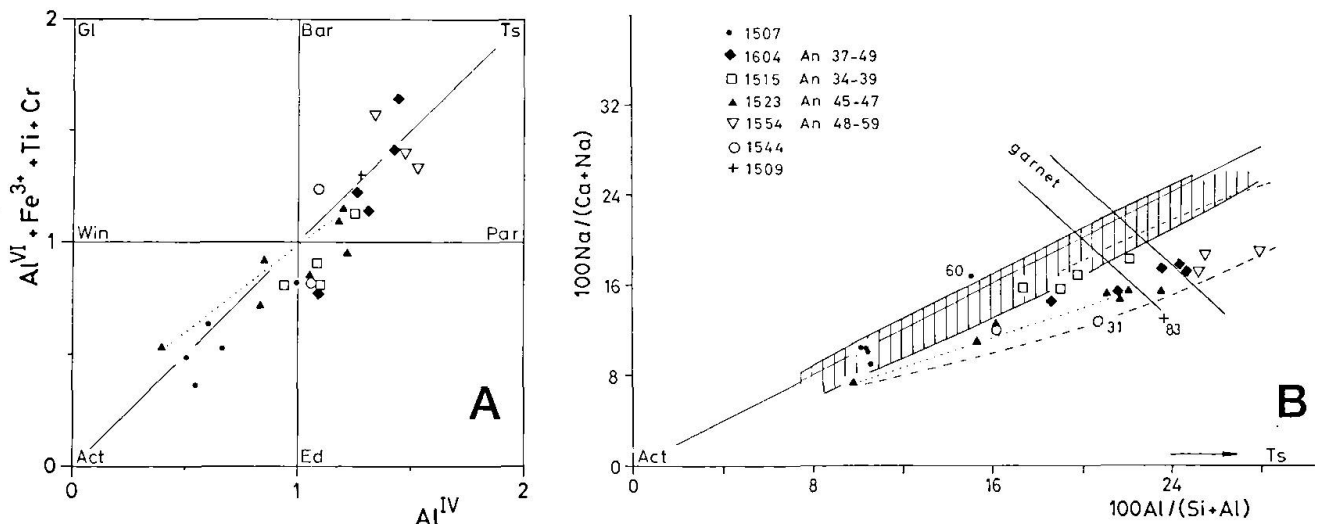 2
Gl
Bar
Ts
Al^VI + Fe^3+ + Ti + Cr
1
Win
Par
A
0
Act
Ed
0
1
2
Al^IV
100Na/(Ca+Na)
32
24
16
8
0
1507
1604 An 37-49
1515 An 34-39
1523 An 45-47
1554 An 48-59
1544
1509
garnet
60
31
83
B
Act
Ts
0
8
16
24
100Al/(Si+Al)